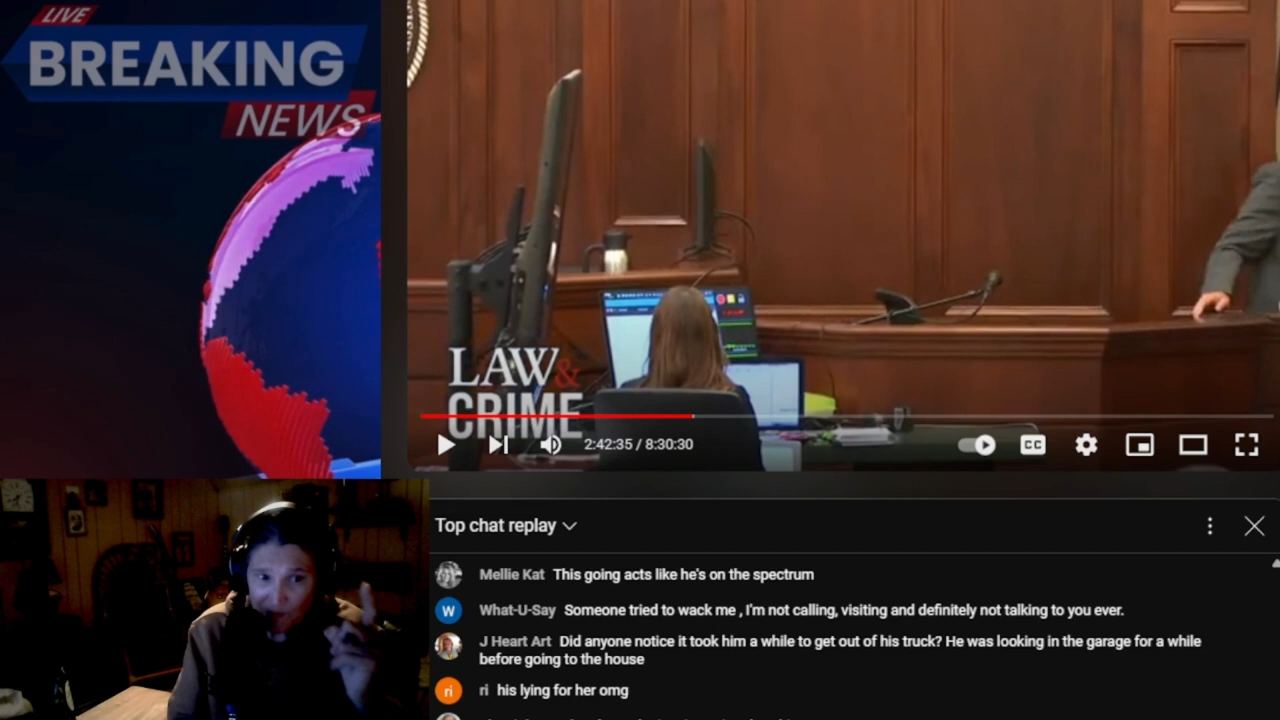 LIVE
BREAKING
NEWS
LAW&
CRIME
2:42:35 / 8:30:30
CC
Top chat replay
Mellie Kat This going acts like he's on the spectrum
W What-U-Say Someone tried to wack me , I'm not calling, visiting and definitely not talking to you ever.
J Heart Art Did anyone notice it took him a while to get out of his truck? He was looking in the garage for a while
before going to the house
ri ri his lying for her omg